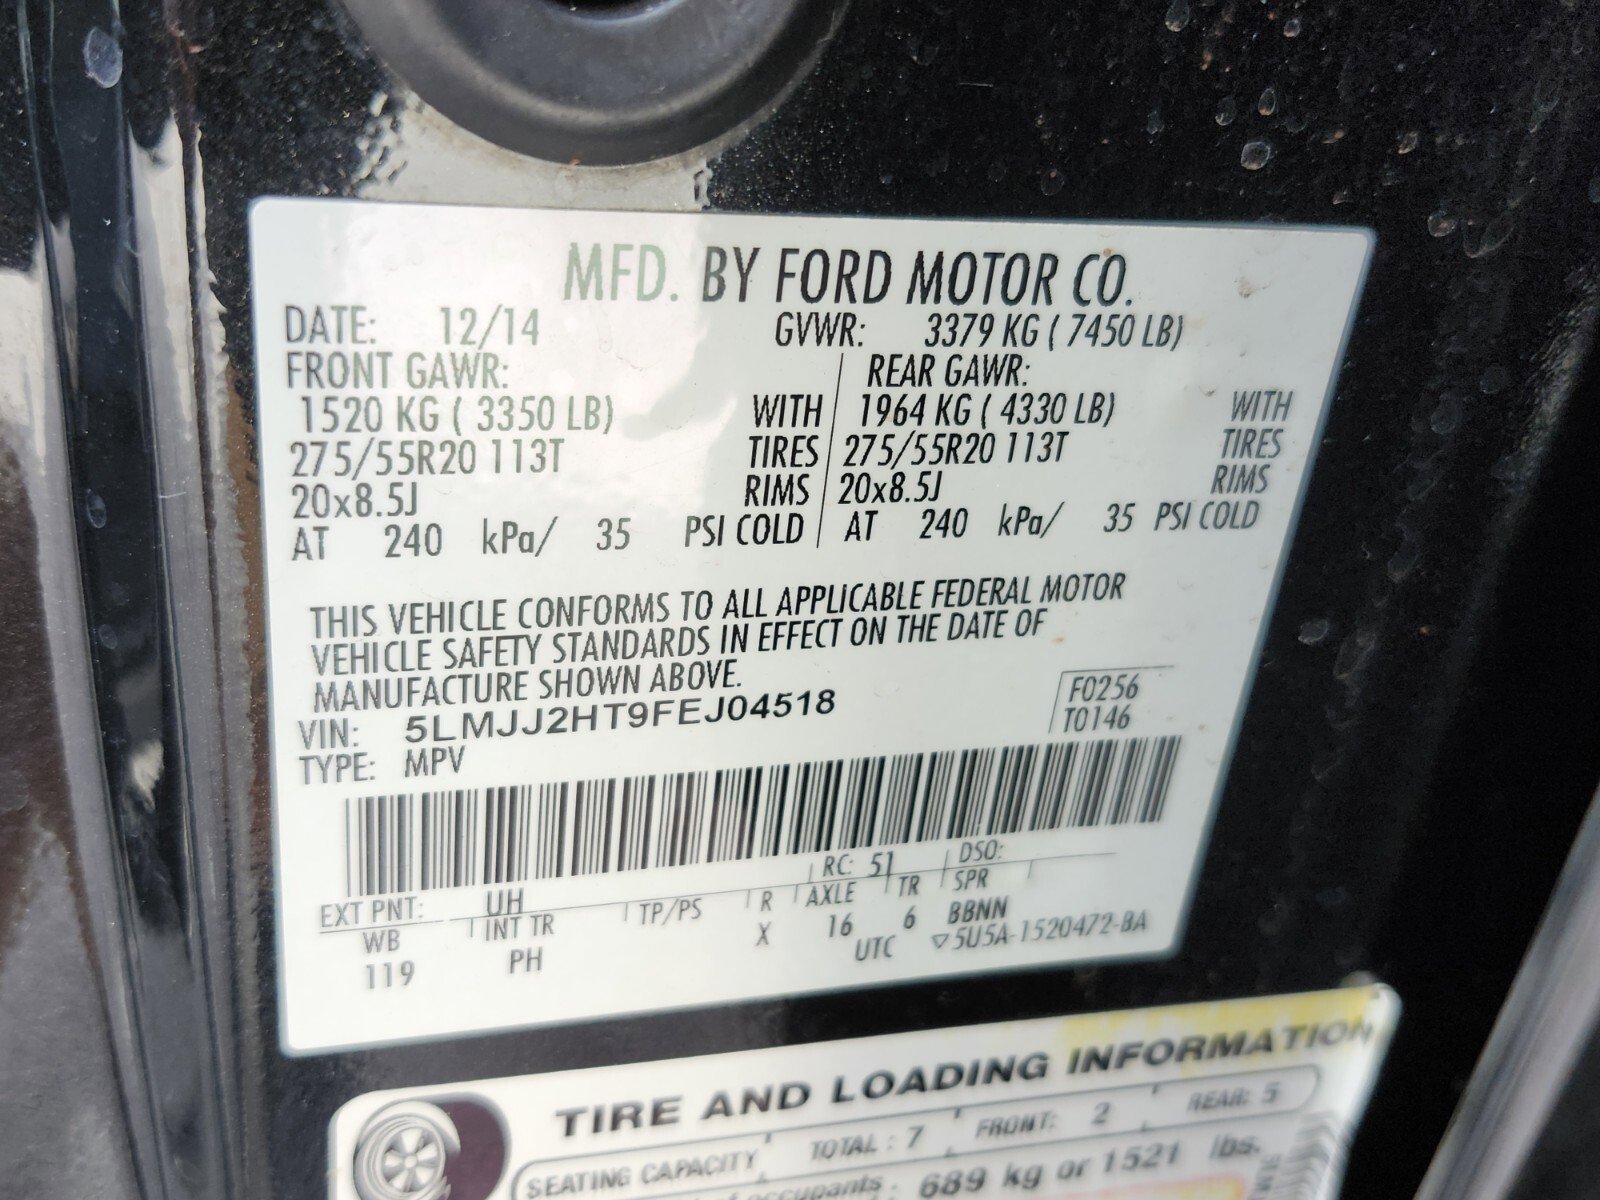 MFD. BY FORD MOTOR CO.
DATE: 12/14 GVWR: 3379 KG ( 7450 LB)
FRONT GAWR: REAR GAWR:
1520 KG ( 3350 LB) WITH 1964 KG ( 4330 LB) WITH
275/55R20 113T TIRES 275/55R20 113T TIRES
20x8.5J RIMS 20x8.5J RIMS
AT 240 kPa/ 35 PSI COLD AT 240 kPa/ 35 PSI COLD
THIS VEHICLE CONFORMS TO ALL APPLICABLE FEDERAL MOTOR
VEHICLE SAFETY STANDARDS IN EFFECT ON THE DATE OF
MANUFACTURE SHOWN ABOVE.
F0256
VIN: 5LMJJ2HT9FEJ04518 T0146
TYPE: MPV
EXT PNT: UH RC: 51 DSO:
WB INT TR TP/PS R AXLE TR SPR
119 PH X 16 6 BBNN
UTC ▽5U5A-1520472-BA
TIRE AND LOADING INFORMATION
SEATING CAPACITY TOTAL : 7 FRONT: 2 REAR: 5
occupants 689 kg or 1521 lbs.